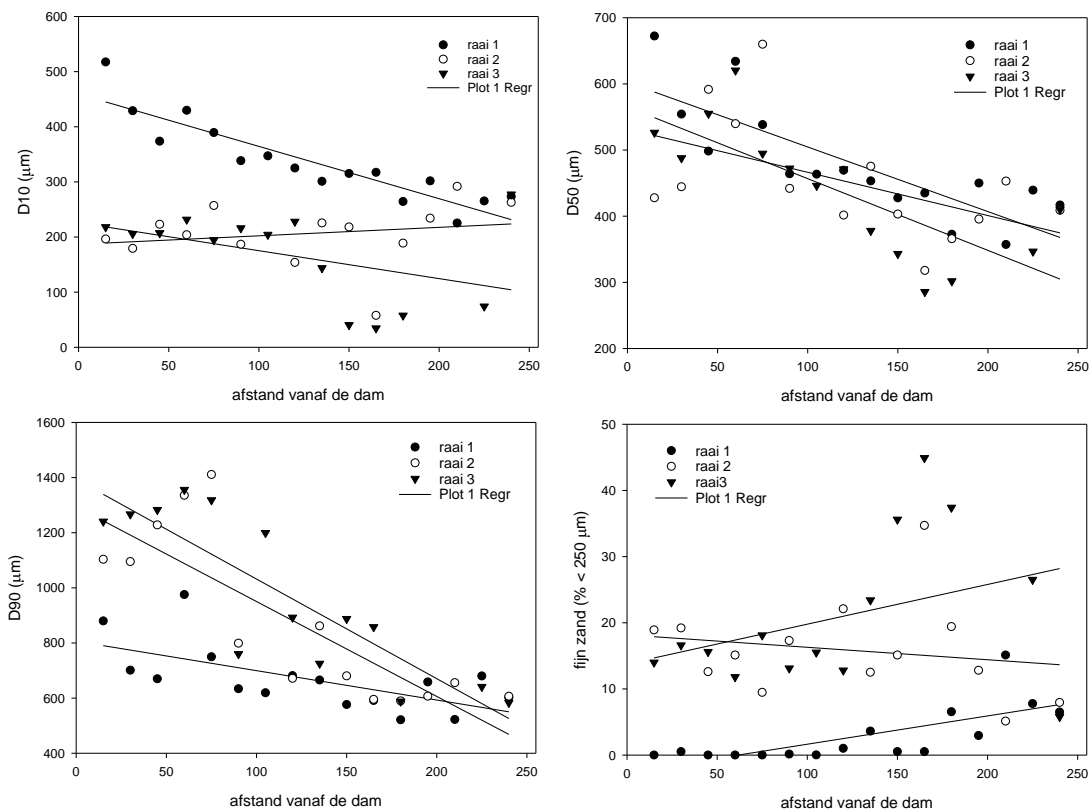 600
500
400
300
200
100
0
0 50 100 150 200 250
D10 (μm)
afstand vanaf de dam
raai 1
raai 2
raai 3
Plot 1 Regr
700
600
500
400
300
200
0 50 100 150 200 250
D50 (μm)
afstand vanaf de dam
raai 1
raai 2
raai 3
Plot 1 Regr
1600
1400
1200
1000
800
600
400
0 50 100 150 200 250
D90 (μm)
afstand vanaf de dam
raai 1
raai 2
raai 3
Plot 1 Regr
50
40
30
20
10
0
0 50 100 150 200 250
fijn zand (% < 250 μm)
afstand vanaf de dam
raai 1
raai 2
raai3
Plot 1 Regr